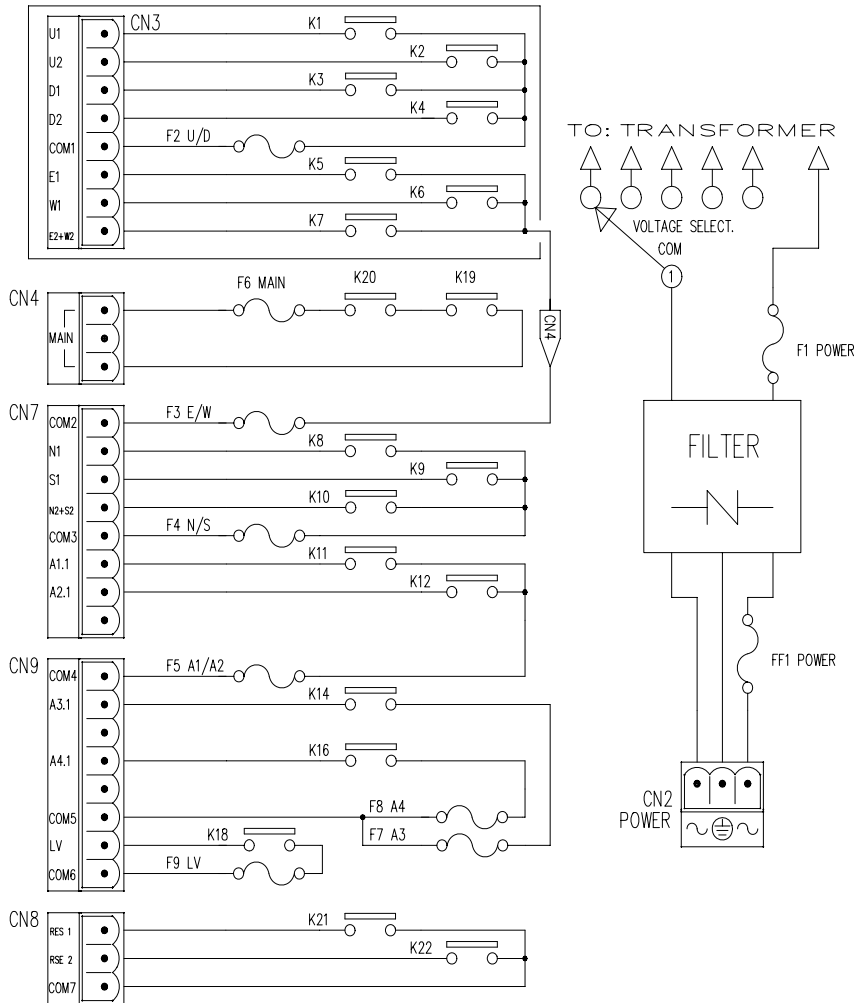 CN3
U1 K1
U2 K2
D1 K3
D2 K4
COM1 F2 U/D
E1 K5
W1 K6
E2+W2 K7
CN4
MAIN
F6 MAIN K20 K19
CN4
CN7
COM2 F3 E/W
N1 K8
S1 K9
N2+S2 K10
COM3 F4 N/S
A1.1 K11
A2.1 K12
CN9
COM4 F5 A1/A2
A3.1 K14
A4.1 K16
COM5 F8 A4
F7 A3
LV K18
COM6 F9 LV
CN8
RES 1 K21
RSE 2 K22
COM7
TO: TRANSFORMER
VOLTAGE SELECT.
COM
1
F1 POWER
FILTER
FF1 POWER
CN2
POWER